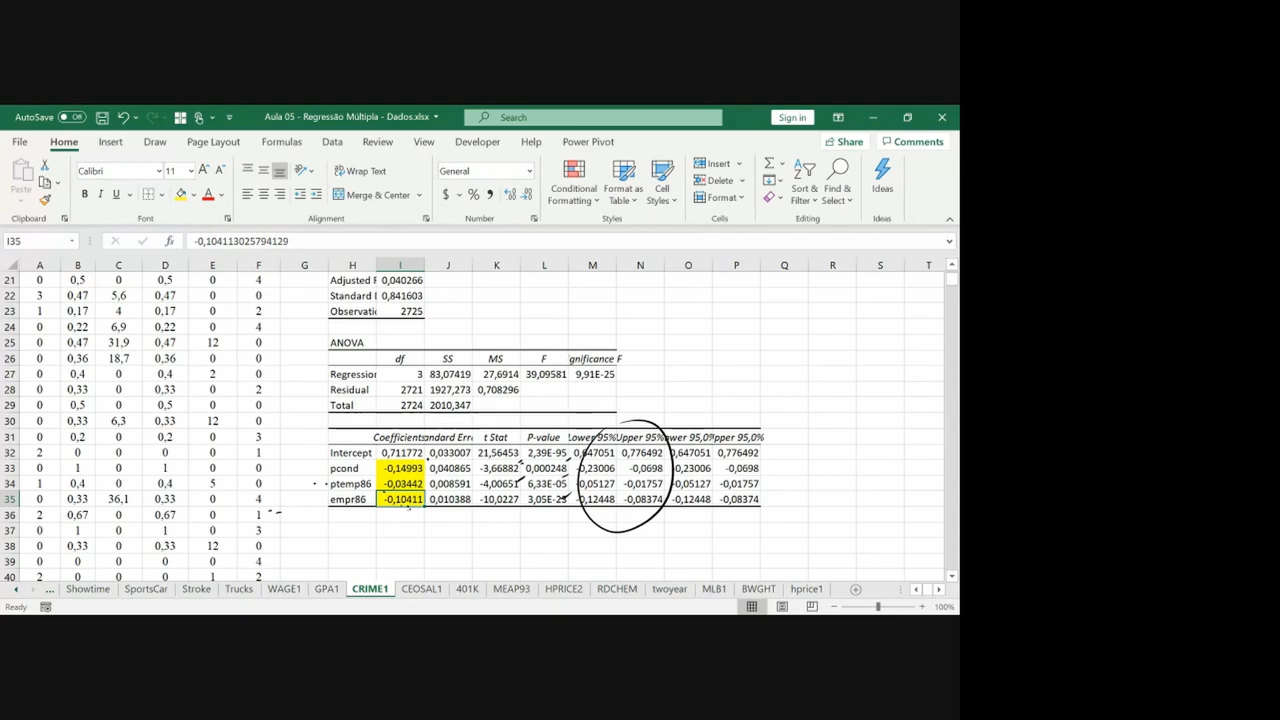 AutoSave Off Aula 05 - Regressão Múltipla - Dados.xlsx Search Sign in
File Home Insert Draw Page Layout Formulas Data Review View Developer Help Power Pivot Share Comments
Paste Calibri 11 A A Wrap Text General Conditional Formatting Format as Table Cell Styles Insert Delete Format Sort & Filter Find & Select Ideas
B I U A Merge & Center $ % 9
Clipboard Font Alignment Number Styles Cells Editing Ideas
I35 fx -0,104113025794129
A B C D E F G H I J K L M N O P Q R S T
21 0 0,5 0 0,5 0 4 Adjusted 0,040266
22 3 0,47 5,6 0,47 0 0 Standard 0,841603
23 1 0,17 4 0,17 0 2 Observati 2725
24 0 0,22 6,9 0,22 0 4
25 0 0,47 31,9 0,47 12 0 ANOVA
26 0 0,36 18,7 0,36 0 0 df SS MS F gnificance F
27 0 0,4 0 0,4 2 0 Regression 3 83,07419 27,6914 39,09581 9,91E-25
28 0 0,33 0 0,33 0 2 Residual 2721 1927,273 0,708296
29 0 0,5 0 0,5 0 0 Total 2724 2010,347
30 0 0,33 6,3 0,33 12 0
31 0 0,2 0 0,2 0 3 Coefficients andard Erro t Stat P-value Lower 95% Upper 95% ower 95,0% pper 95,0%
32 2 0 0 0 0 1 Intercept 0,711772 0,033007 21,56453 2,39E-95 0,647051 0,776492 0,647051 0,776492
33 0 1 0 1 0 0 pcond -0,14993 0,040865 -3,66882 0,000248 -0,23006 -0,0698 -0,23006 -0,0698
34 1 0,4 0 0,4 5 0 ptemp86 -0,03442 0,008591 -4,00651 6,33E-05 -0,05127 -0,01757 -0,05127 -0,01757
35 0 0,33 36,1 0,33 0 4 empr86 -0,10411 0,010388 -10,0227 3,05E-23 -0,12448 -0,08374 -0,12448 -0,08374
36 2 0,67 0 0,67 0 1
37 0 1 0 1 0 3
38 0 0,33 0 0,33 12 0
39 0 0 0 0 0 4
40 2 0 0 0 1 2
... Showtime SportsCar Stroke Trucks WAGE1 GPA1 CRIME1 CEOSAL1 401K MEAP93 HPRICE2 RDCHEM twoyear MLB1 BWGHT hprice1
Ready 100%